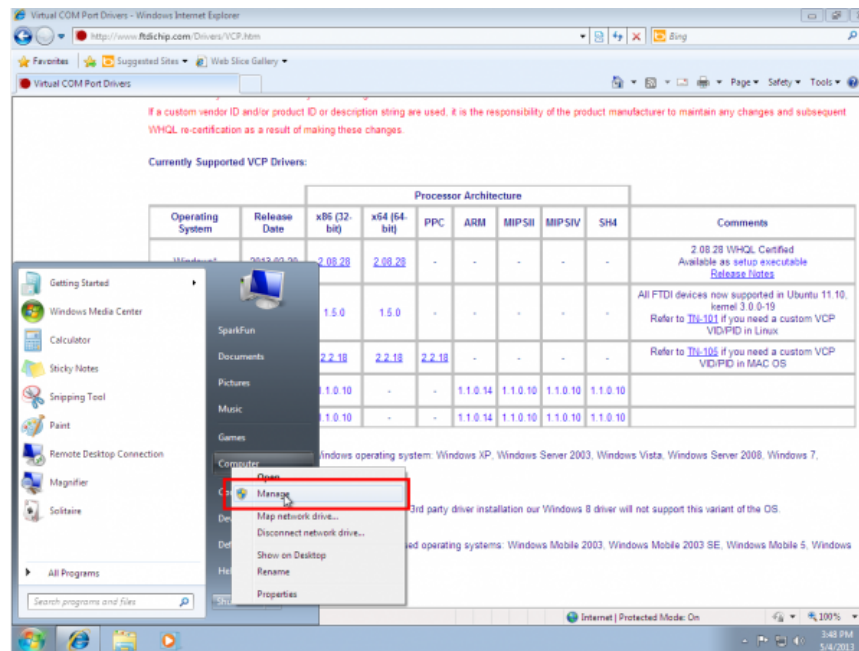 Virtual COM Port Drivers - Windows Internet Explorer
http://www.ftdichip.com/Drivers/VCP.htm
Bing
Favorites Suggested Sites Web Slice Gallery
Virtual COM Port Drivers
Page Safety Tools
If a custom vendor ID and/or product ID or description string are used, it is the responsibility of the product manufacturer to maintain any changes and subsequent
WHQL re-certification as a result of making these changes.
Currently Supported VCP Drivers:
Processor Architecture
Operating System Release Date x86 (32-bit) x64 (64-bit) PPC ARM MIPSII MIPSIV SH4 Comments
Windows* 2013-02-20 2.08.28 2.08.28 - - - - - 2.08.28 WHQL Certified
Available as setup executable
Release Notes
1.5.0 1.5.0 - - - - - All FTDI devices now supported in Ubuntu 11.10,
kernel 3.0.0-19
Refer to TN-101 if you need a custom VCP
VID/PID in Linux
2.2.18 2.2.18 2.2.18 - - - - Refer to TN-105 if you need a custom VCP
VID/PID in MAC OS
1.1.0.10 - - 1.1.0.14 1.1.0.10 1.1.0.10 1.1.0.10
1.1.0.10 - - 1.1.0.14 1.1.0.10 1.1.0.10 1.1.0.10
Windows operating system: Windows XP, Windows Server 2003, Windows Vista, Windows Server 2008, Windows 7,
3rd party driver installation our Windows 8 driver will not support this variant of the OS.
operating systems: Windows Mobile 2003, Windows Mobile 2003 SE, Windows Mobile 5, Windows
Getting Started
Windows Media Center
Calculator
Sticky Notes
Snipping Tool
Paint
Remote Desktop Connection
Magnifier
Solitaire
All Programs
Search programs and files
SparkFun
Documents
Pictures
Music
Games
Computer
Open
Manage
Map network drive...
Disconnect network drive...
Show on Desktop
Rename
Properties
Internet | Protected Mode: On
100%
3:48 PM
5/4/2013